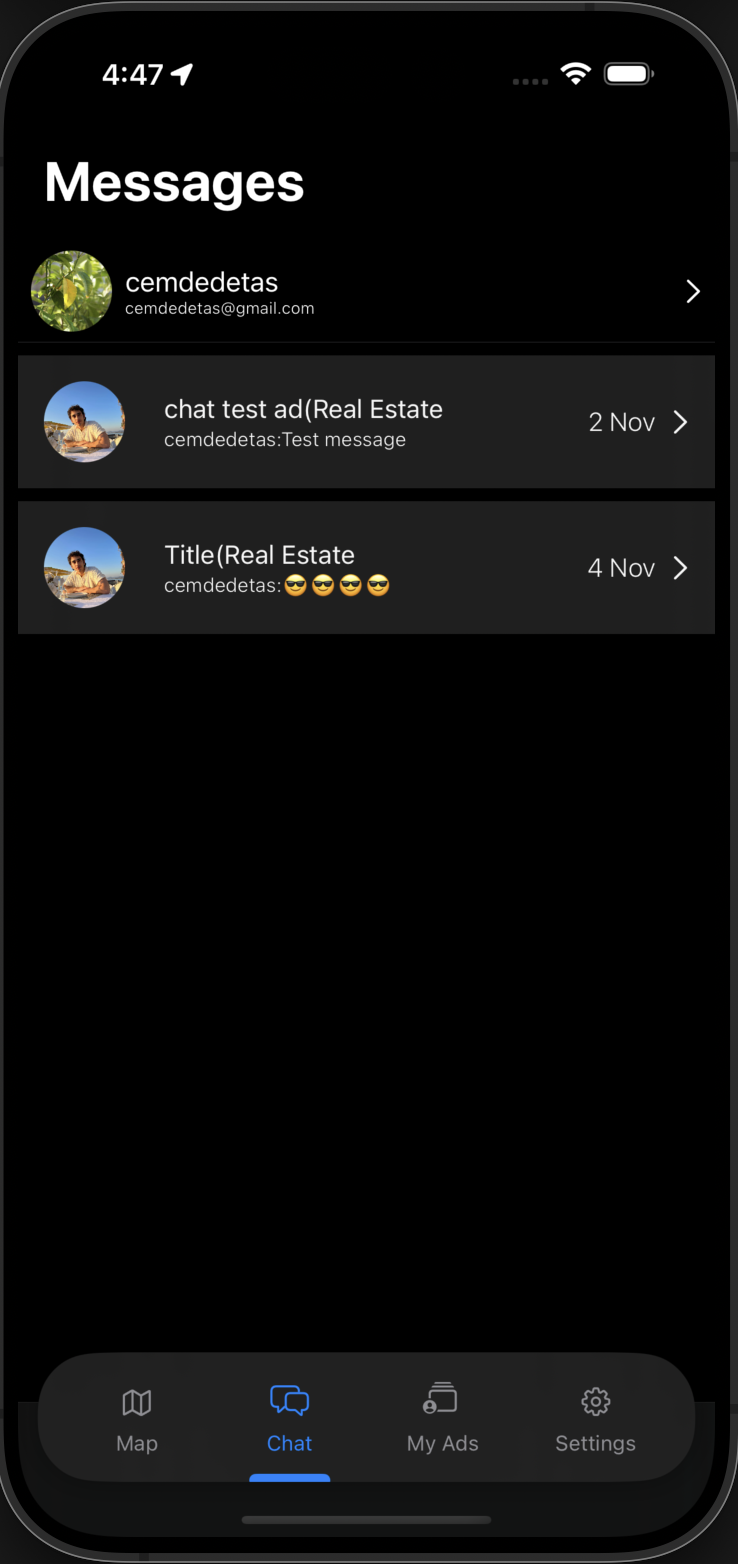 4:47
Messages
cemdedetas
cemdedetas@gmail.com
chat test ad(Real Estate
cemdedetas:Test message
2 Nov
Title(Real Estate
cemdedetas:😎😎😎😎
4 Nov
Map
Chat
My Ads
Settings